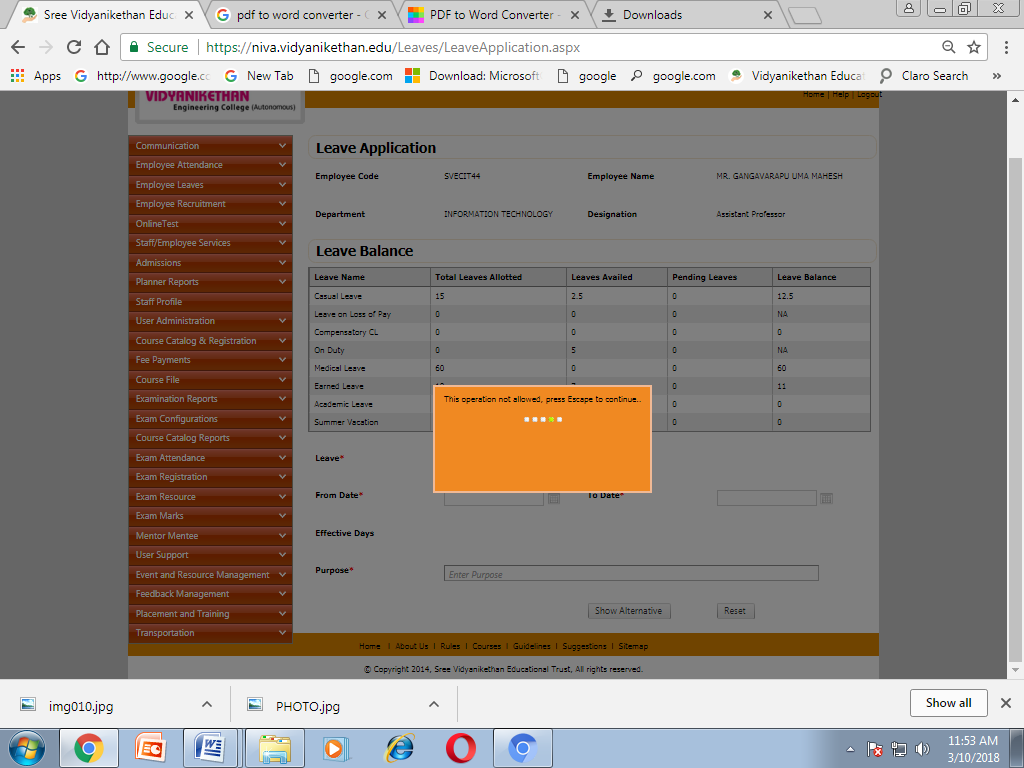 Sree Vidyanikethan Educ
pdf to word converter - G
PDF to Word Converter -
Downloads
Secure
https://niva.vidyanikethan.edu/Leaves/LeaveApplication.aspx
Apps
http://www.google.co
New Tab
google.com
Download: Microsoft
google
google.com
Vidyanikethan Educat
Claro Search
»
VIDYANIKETHAN
Engineering College (Autonomous)
Home | Help | Logout
Communication
Employee Attendance
Employee Leaves
Employee Recruitment
OnlineTest
Staff/Employee Services
Admissions
Planner Reports
Staff Profile
User Administration
Course Catalog & Registration
Fee Payments
Course File
Examination Reports
Exam Configurations
Course Catalog Reports
Exam Attendance
Exam Registration
Exam Resource
Exam Marks
Mentor Mentee
User Support
Event and Resource Management
Feedback Management
Placement and Training
Transportation
Leave Application
Employee Code SVECIT44 Employee Name MR. GANGAVARAPU UMA MAHESH
Department INFORMATION TECHNOLOGY Designation Assistant Professor
Leave Balance
Leave Name Total Leaves Allotted Leaves Availed Pending Leaves Leave Balance
Casual Leave 15 2.5 0 12.5
Leave on Loss of Pay 0 0 0 NA
Compensatory CL 0 0 0 0
On Duty 0 5 0 NA
Medical Leave 60 0 0 60
Earned Leave 0 11
Academic Leave 0 0
Summer Vacation 0 0
This operation not allowed, press Escape to continue..
Leave*
From Date* To Date*
Effective Days
Purpose* Enter Purpose
Show Alternative Reset
Home | About Us | Rules | Courses | Guidelines | Suggestions | Sitemap
© Copyright 2014, Sree Vidyanikethan Educational Trust, All rights reserved.
img010.jpg
PHOTO.jpg
Show all
11:53 AM
3/10/2018